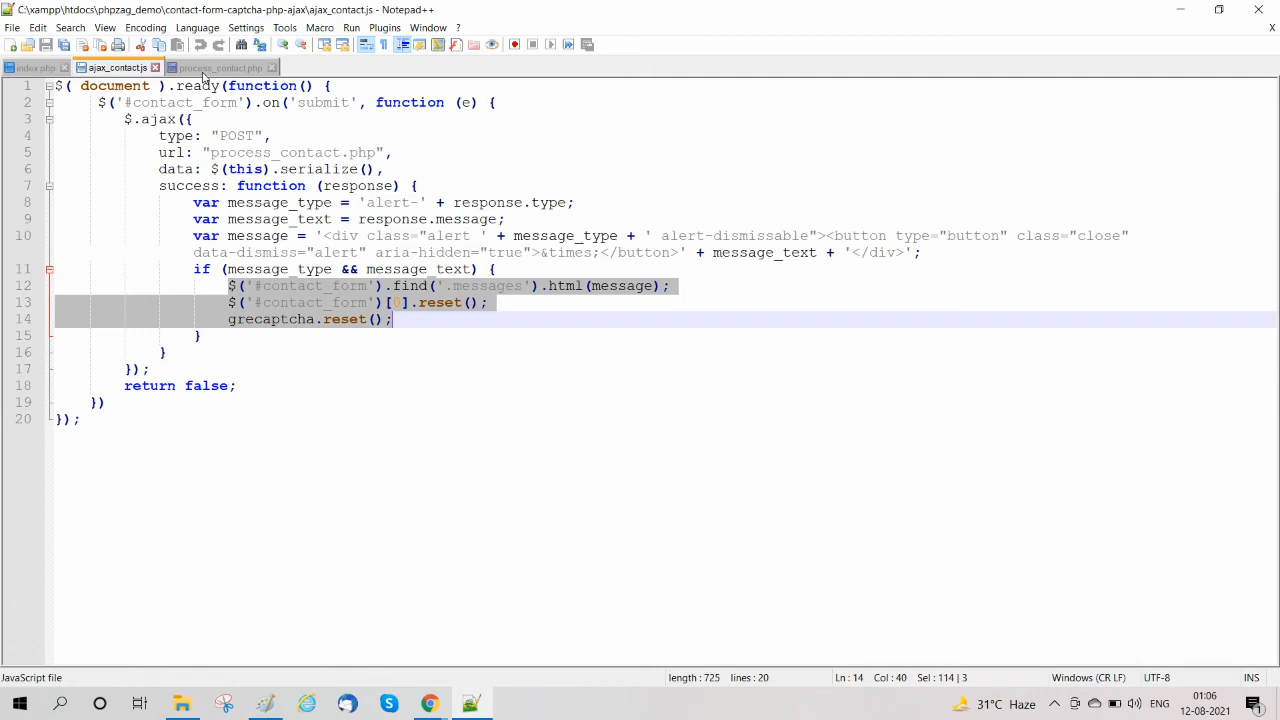 C:\xampp\htdocs\phpzag_demo\contact-form-captcha-php-ajax\ajax_contact.js - Notepad++
File Edit Search View Encoding Language Settings Tools Macro Run Plugins Window ? X
index.php ajax_contact.js process_contact.php
1 $( document ).ready(function() {
2 $('#contact_form').on('submit', function (e) {
3 $.ajax({
4 type: "POST",
5 url: "process_contact.php",
6 data: $(this).serialize(),
7 success: function (response) {
8 var message_type = 'alert-' + response.type;
9 var message_text = response.message;
10 var message = '<div class="alert ' + message_type + ' alert-dismissable"><button type="button" class="close"
data-dismiss="alert" aria-hidden="true">&times;</button>' + message_text + '</div>';
11 if (message_type && message_text) {
12 $('#contact_form').find('.messages').html(message);
13 $('#contact_form')[0].reset();
14 grecaptcha.reset();
15 }
16 }
17 });
18 return false;
19 })
20 });
JavaScript file length : 725 lines : 20 Ln : 14 Col : 40 Sel : 114 | 3 Windows (CR LF) UTF-8 INS
31°C Haze ENG 01:06
12-08-2021 1